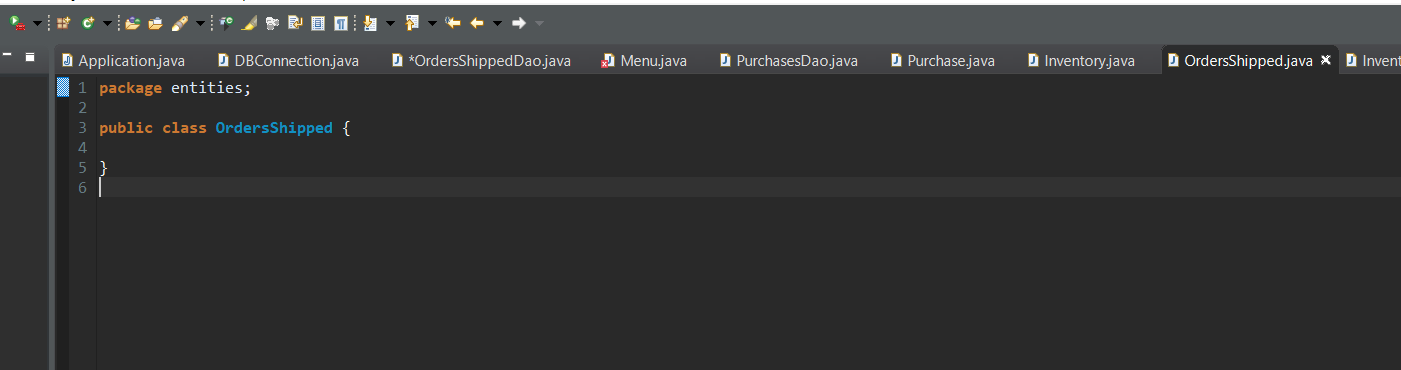 Application.java DBConnection.java *OrdersShippedDao.java Menu.java PurchasesDao.java Purchase.java Inventory.java OrdersShipped.java Invent
1 package entities;
2
3 public class OrdersShipped {
4
5 }
6